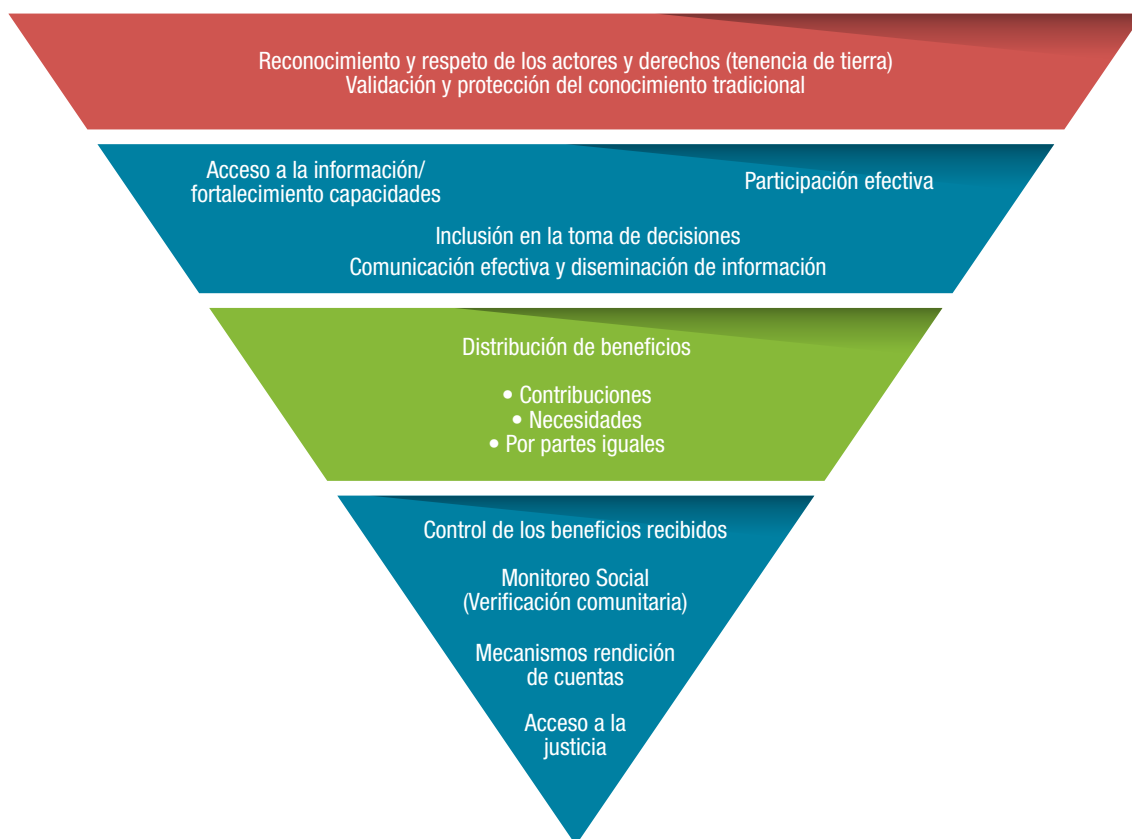 Reconocimiento y respeto de los actores y derechos (tenencia de tierra)
Validación y protección del conocimiento tradicional
Acceso a la información/
fortalecimiento capacidades
Participación efectiva
Inclusión en la toma de decisiones
Comunicación efectiva y diseminación de información
Distribución de beneficios
• Contribuciones
• Necesidades
• Por partes iguales
Control de los beneficios recibidos
Monitoreo Social
(Verificación comunitaria)
Mecanismos rendición
de cuentas
Acceso a la
justicia